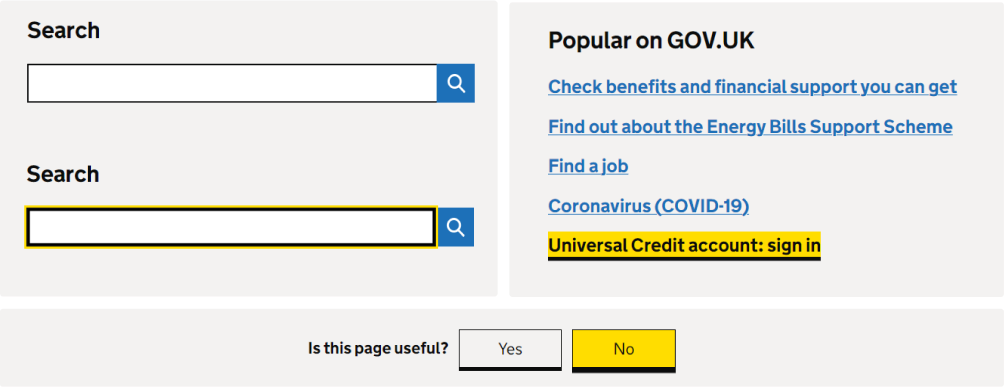 Search
Search
Popular on GOV.UK
Check benefits and financial support you can get
Find out about the Energy Bills Support Scheme
Find a job
Coronavirus (COVID-19)
Universal Credit account: sign in
Is this page useful? Yes No